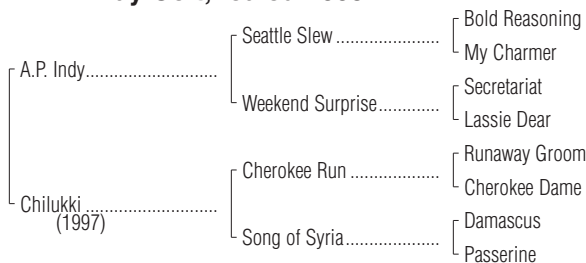 Bold Reasoning
Seattle Slew
My Charmer
A.P. Indy
Secretariat
Weekend Surprise
Lassie Dear
Runaway Groom
Cherokee Run
Cherokee Dame
Chilukki
(1997)
Damascus
Song of Syria
Passerine